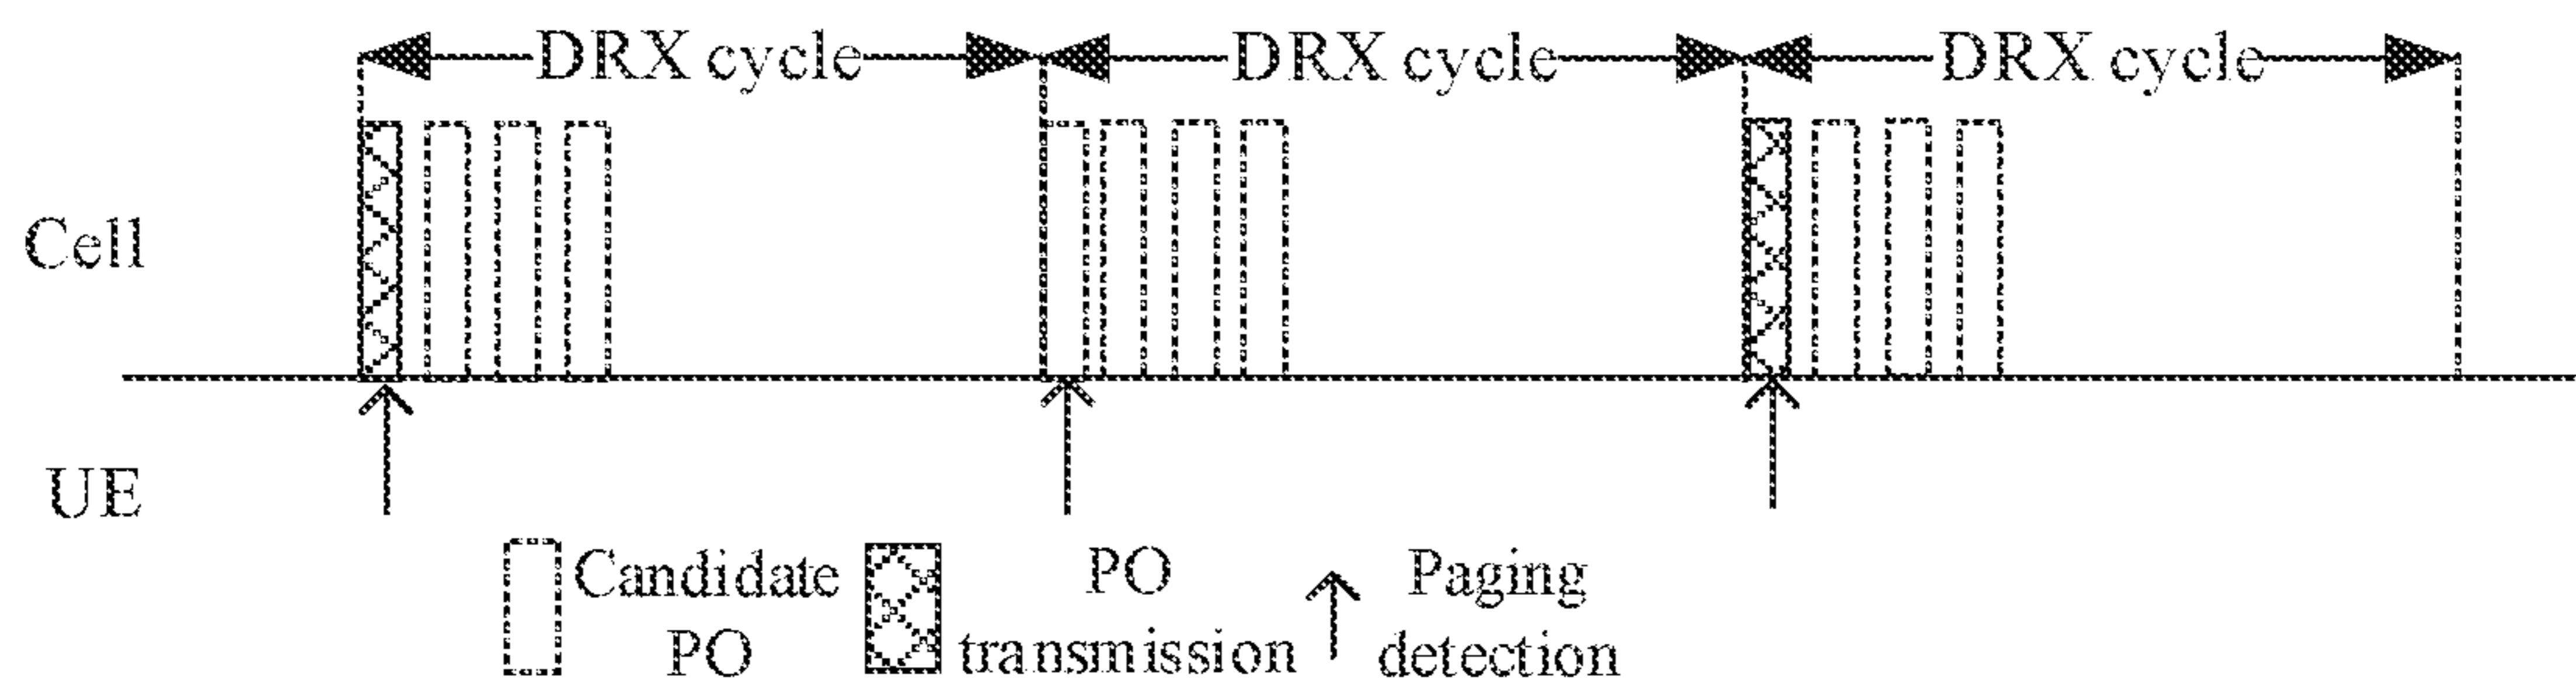 DRX cycle DRX cycle DRX cycle
Cell
UE
Candidate PO Paging
PO transmission detection